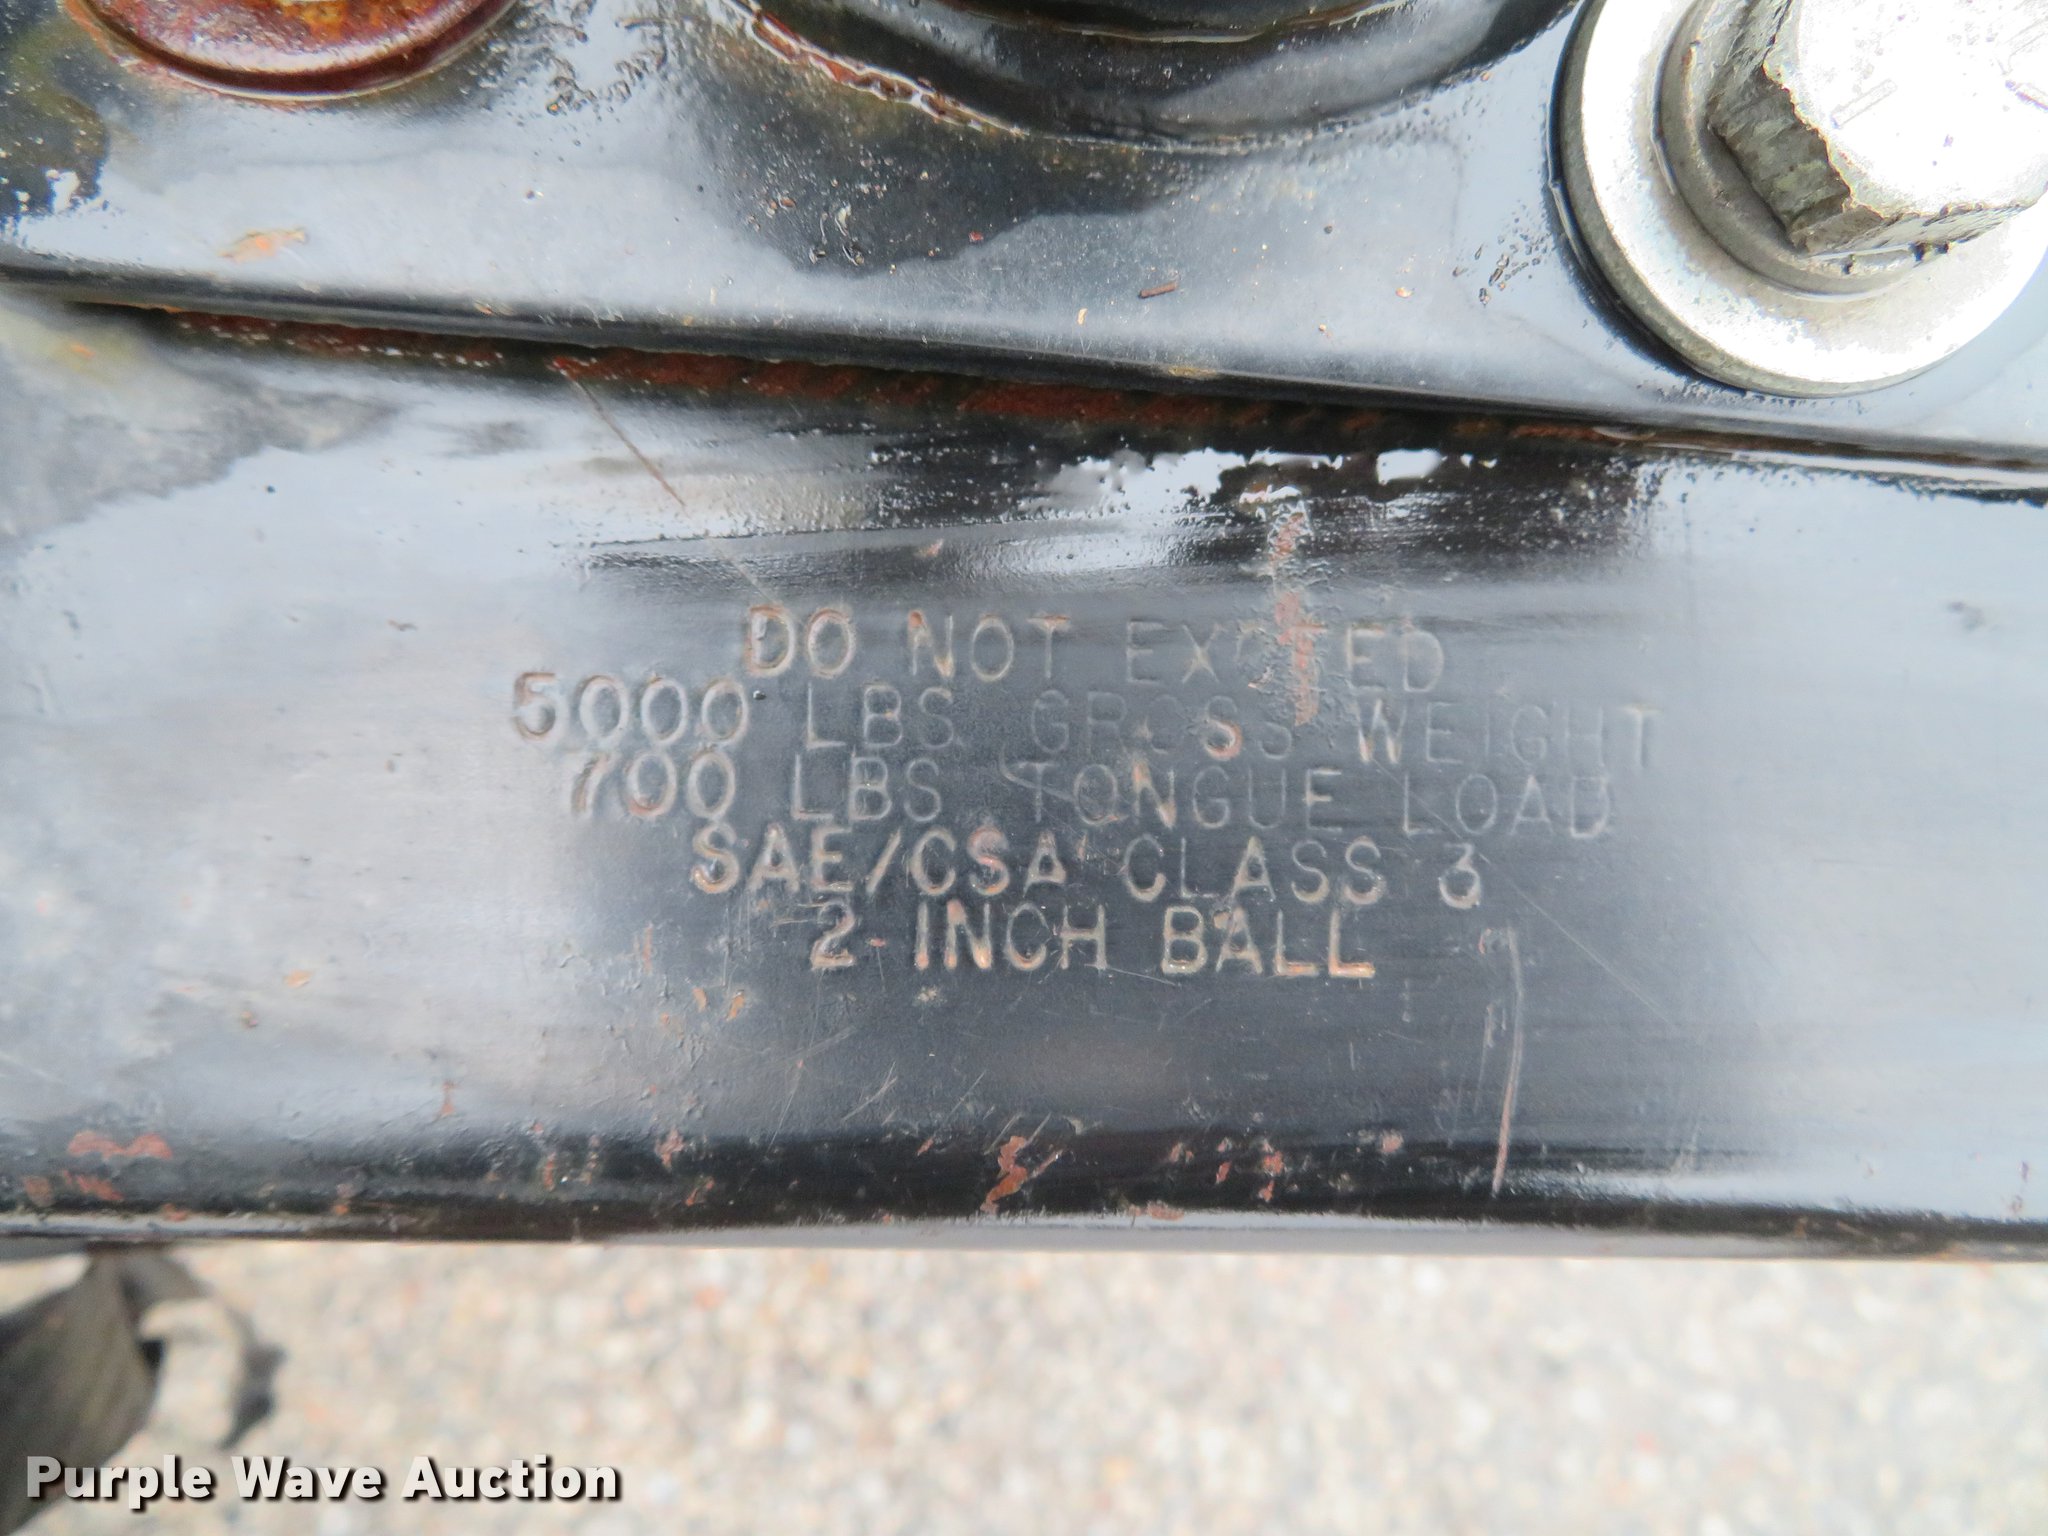 DO NOT EXCEED
5000 LBS GROSS WEIGHT
700 LBS TONGUE LOAD
SAE/CSA CLASS 3
2 INCH BALL
Purple Wave Auction